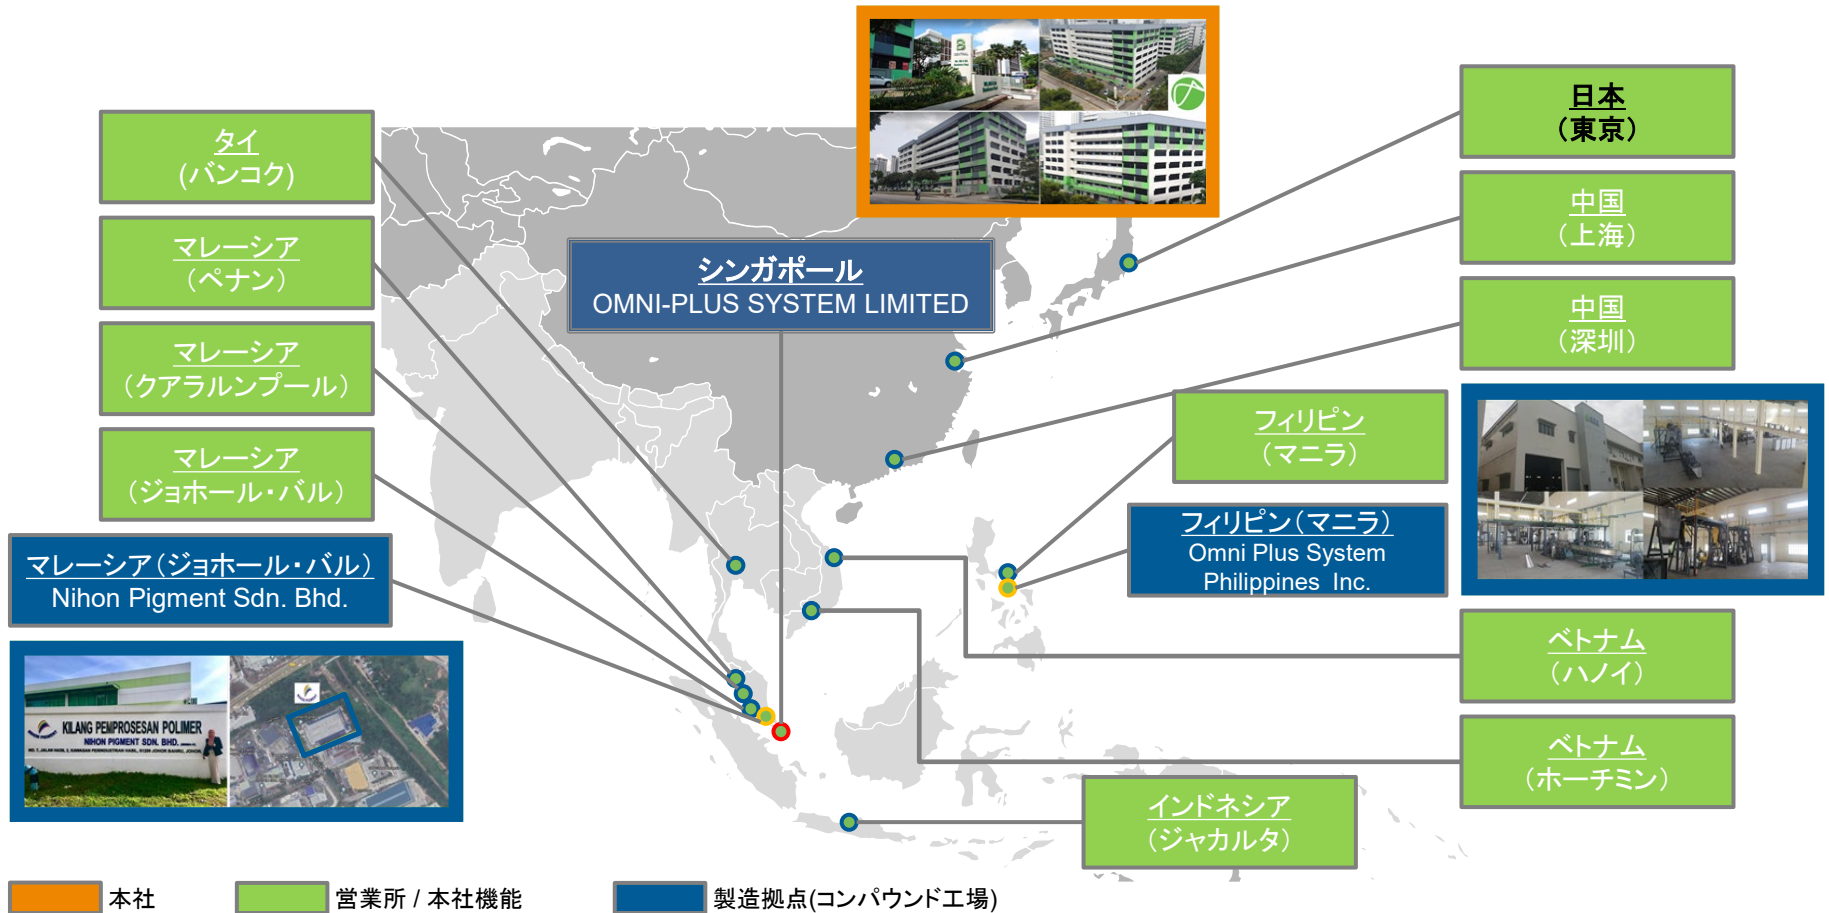 タイ
(バンコク)
マレーシア
(ペナン)
マレーシア
(クアラルンプール)
マレーシア
(ジョホール・バル)
マレーシア(ジョホール・バル)
Nihon Pigment Sdn. Bhd.
KILANG PEMPROSESAN POLIMER
NIHON PIGMENT SDN. BHD.
シンガポール
OMNI-PLUS SYSTEM LIMITED
日本
(東京)
中国
(上海)
中国
(深圳)
フィリピン
(マニラ)
フィリピン(マニラ)
Omni Plus System
Philippines Inc.
ベトナム
(ハノイ)
ベトナム
(ホーチミン)
インドネシア
(ジャカルタ)
本社
営業所 / 本社機能
製造拠点(コンパウンド工場)